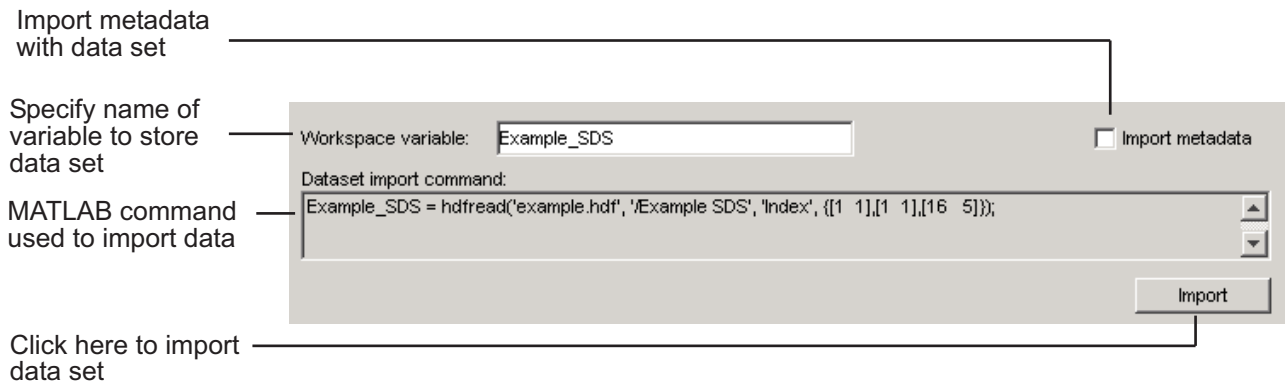 Import metadata
with data set
Specify name of
variable to store
data set
Workspace variable: Example_SDS Import metadata
Dataset import command:
MATLAB command
used to import data
Example_SDS = hdfread('example.hdf', '/Example SDS', 'Index', {[1  1],[1  1],[16   5]});
Import
Click here to import
data set